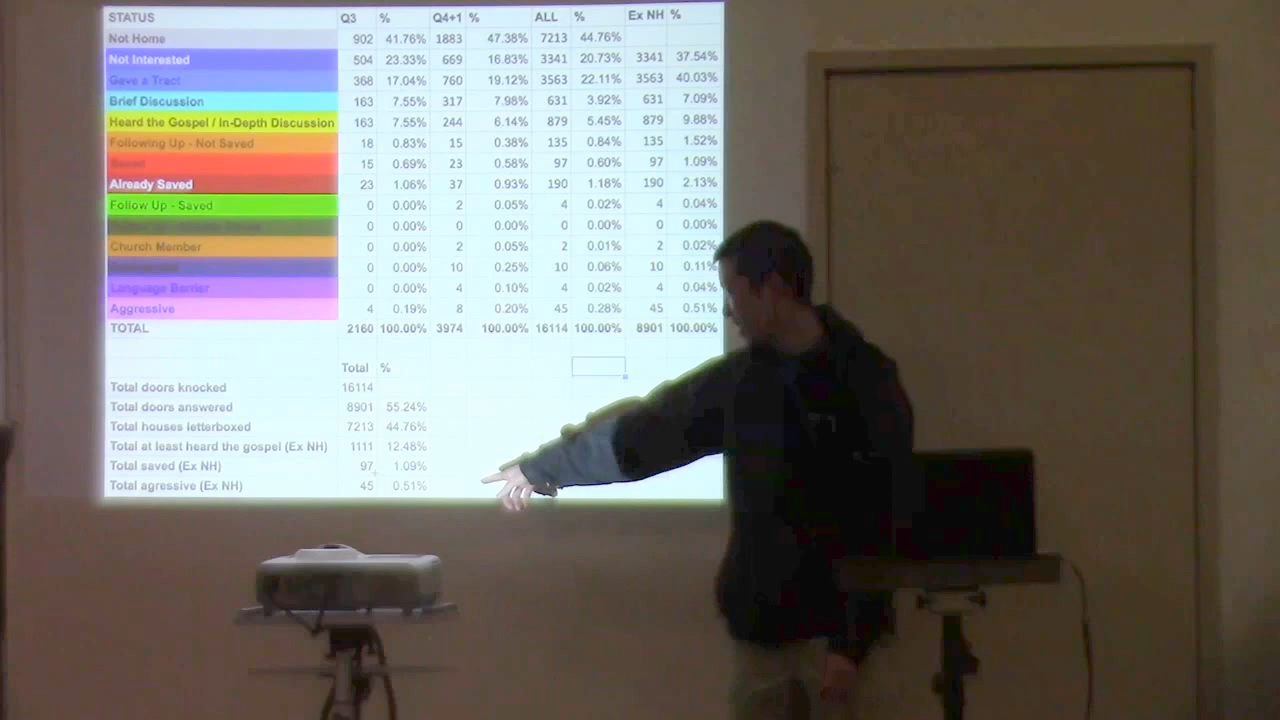 STATUS Q3 % Q4+1 % ALL % Ex NH %
Not Home 902 41.76% 1883 47.38% 7213 44.76%
Not Interested 504 23.33% 669 16.83% 3341 20.73% 3341 37.54%
Gave a Tract 368 17.04% 760 19.12% 3563 22.11% 3563 40.03%
Brief Discussion 163 7.55% 317 7.98% 631 3.92% 631 7.09%
Heard the Gospel / In-Depth Discussion 163 7.55% 244 6.14% 879 5.45% 879 9.88%
Following Up - Not Saved 18 0.83% 15 0.38% 135 0.84% 135 1.52%
Saved 15 0.69% 23 0.58% 97 0.60% 97 1.09%
Already Saved 23 1.06% 37 0.93% 190 1.18% 190 2.13%
Follow Up - Saved 0 0.00% 2 0.05% 4 0.02% 4 0.04%
0 0.00% 0 0.00% 0 0.00% 0 0.00%
Church Member 0 0.00% 2 0.05% 2 0.01% 2 0.02%
0 0.00% 10 0.25% 10 0.06% 10 0.11%
Language Barrier 0 0.00% 4 0.10% 4 0.02% 4 0.04%
Aggressive 4 0.19% 8 0.20% 45 0.28% 45 0.51%
TOTAL 2160 100.00% 3974 100.00% 16114 100.00% 8901 100.00%
Total %
Total doors knocked 16114
Total doors answered 8901 55.24%
Total houses letterboxed 7213 44.76%
Total at least heard the gospel (Ex NH) 1111 12.48%
Total saved (Ex NH) 97 1.09%
Total agressive (Ex NH) 45 0.51%